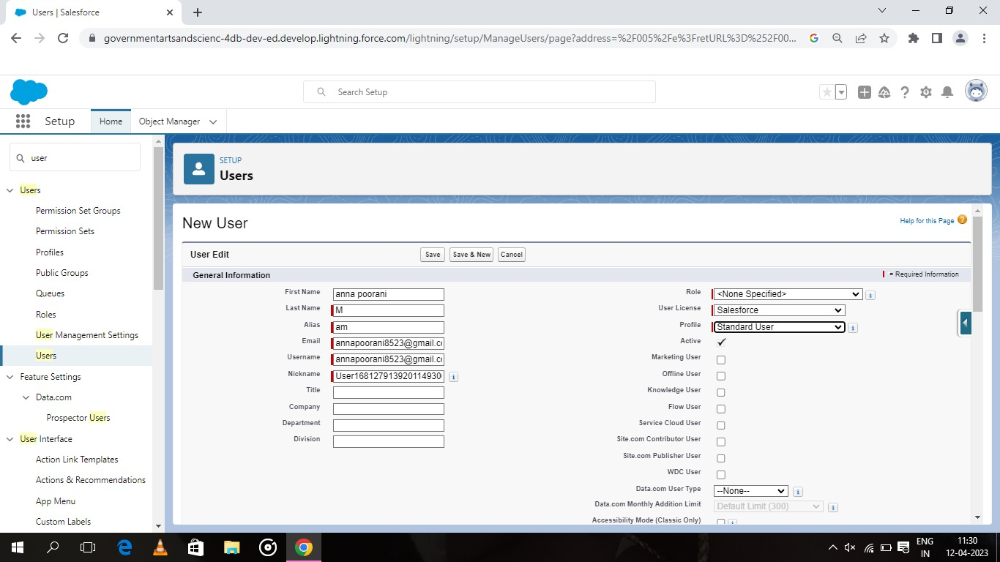 Users | Salesforce
governmentartsandscienc-4db-dev-ed.develop.lightning.force.com/lightning/setup/ManageUsers/page?address=%2F005%2Fe%3FretURL%3D%252F00...
Search Setup
Setup
Home
Object Manager
user
Users
Permission Set Groups
Permission Sets
Profiles
Public Groups
Queues
Roles
User Management Settings
Users
Feature Settings
Data.com
Prospector Users
User Interface
Action Link Templates
Actions & Recommendations
App Menu
Custom Labels
SETUP
Users
New User
Help for this Page
User Edit
Save
Save & New
Cancel
General Information
= Required Information
First Name anna poorani
Last Name M
Alias am
Email annapoorani8523@gmail.c
Username annapoorani8523@gmail.c
Nickname User16812791392011493
Title
Company
Department
Division
Role <None Specified>
User License Salesforce
Profile Standard User
Active
Marketing User
Offline User
Knowledge User
Flow User
Service Cloud User
Site.com Contributor User
Site.com Publisher User
WDC User
Data.com User Type --None--
Data.com Monthly Addition Limit Default Limit (300)
Accessibility Mode (Classic Only)
ENG
IN
11:30
12-04-2023